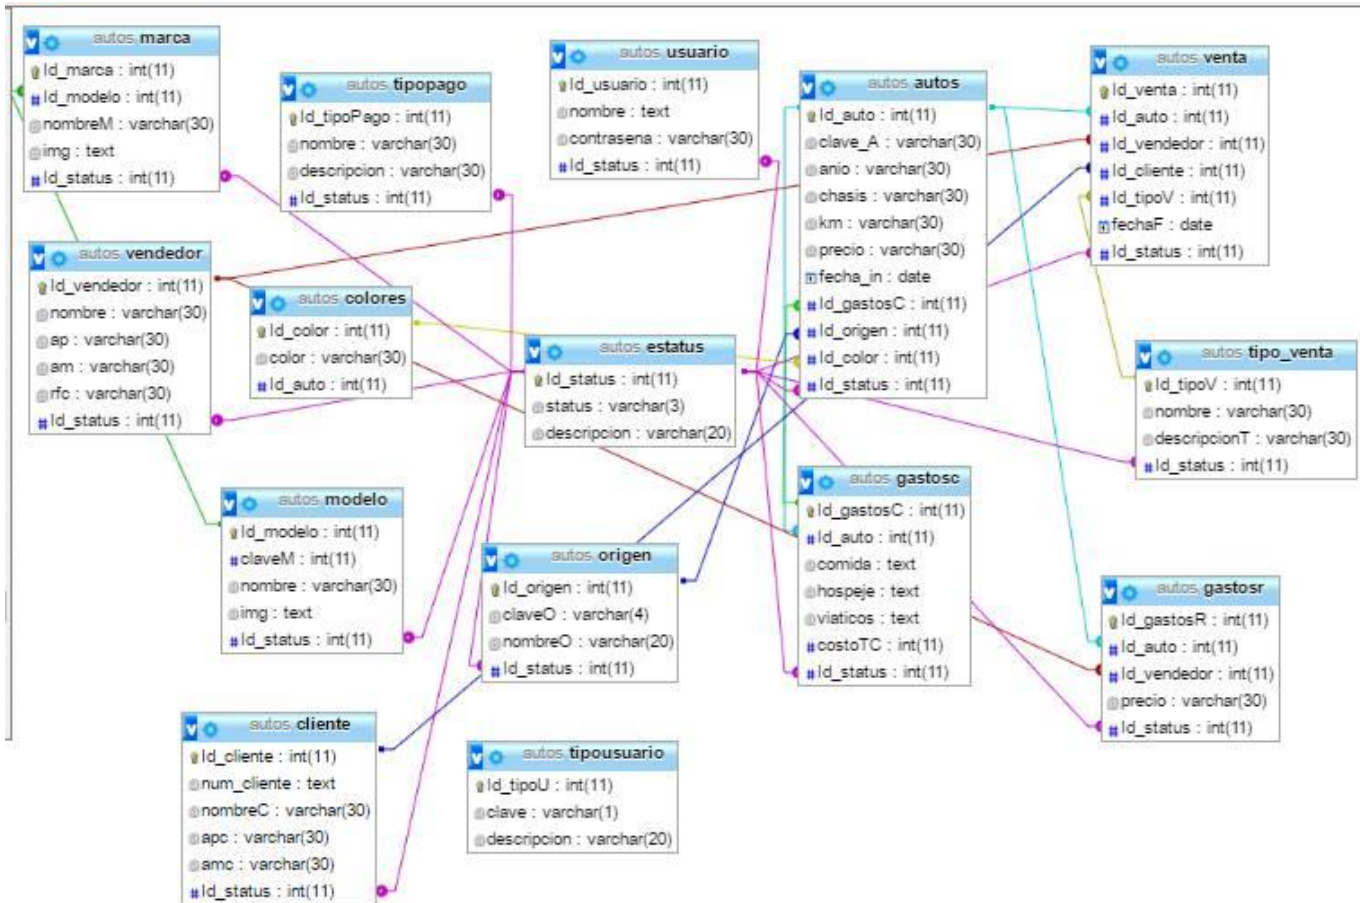 autos marca
Id_marca : int(11)
Id_modelo : int(11)
nombreM : varchar(30)
img : text
Id_status : int(11)
autos tipopago
Id_tipoPago : int(11)
nombre : varchar(30)
descripcion : varchar(30)
Id_status : int(11)
autos usuario
Id_usuario : int(11)
nombre : text
contrasena : varchar(30)
Id_status : int(11)
autos autos
Id_auto : int(11)
clave_A : varchar(30)
anio : varchar(30)
chasis : varchar(30)
km : varchar(30)
precio : varchar(30)
fecha_in : date
Id_gastosC : int(11)
Id_origen : int(11)
Id_color : int(11)
Id_status : int(11)
autos venta
Id_venta : int(11)
Id_auto : int(11)
Id_vendedor : int(11)
Id_cliente : int(11)
Id_tipoV : int(11)
fechaF : date
Id_status : int(11)
autos vendedor
Id_vendedor : int(11)
nombre : varchar(30)
ap : varchar(30)
am : varchar(30)
rfc : varchar(30)
Id_status : int(11)
autos colores
Id_color : int(11)
color : varchar(30)
Id_auto : int(11)
autos estatus
Id_status : int(11)
status : varchar(3)
descripcion : varchar(20)
autos tipo_venta
Id_tipoV : int(11)
nombre : varchar(30)
descripcionT : varchar(30)
Id_status : int(11)
autos modelo
Id_modelo : int(11)
claveM : int(11)
nombre : varchar(30)
img : text
Id_status : int(11)
autos origen
Id_origen : int(11)
claveO : varchar(4)
nombreO : varchar(20)
Id_status : int(11)
autos gastosc
Id_gastosC : int(11)
Id_auto : int(11)
comida : text
hospeje : text
viaticos : text
costoTC : int(11)
Id_status : int(11)
autos gastosr
Id_gastosR : int(11)
Id_auto : int(11)
Id_vendedor : int(11)
precio : varchar(30)
Id_status : int(11)
autos cliente
Id_cliente : int(11)
num_cliente : text
nombreC : varchar(30)
apc : varchar(30)
amc : varchar(30)
Id_status : int(11)
autos tipousuario
Id_tipoU : int(11)
clave : varchar(1)
descripcion : varchar(20)